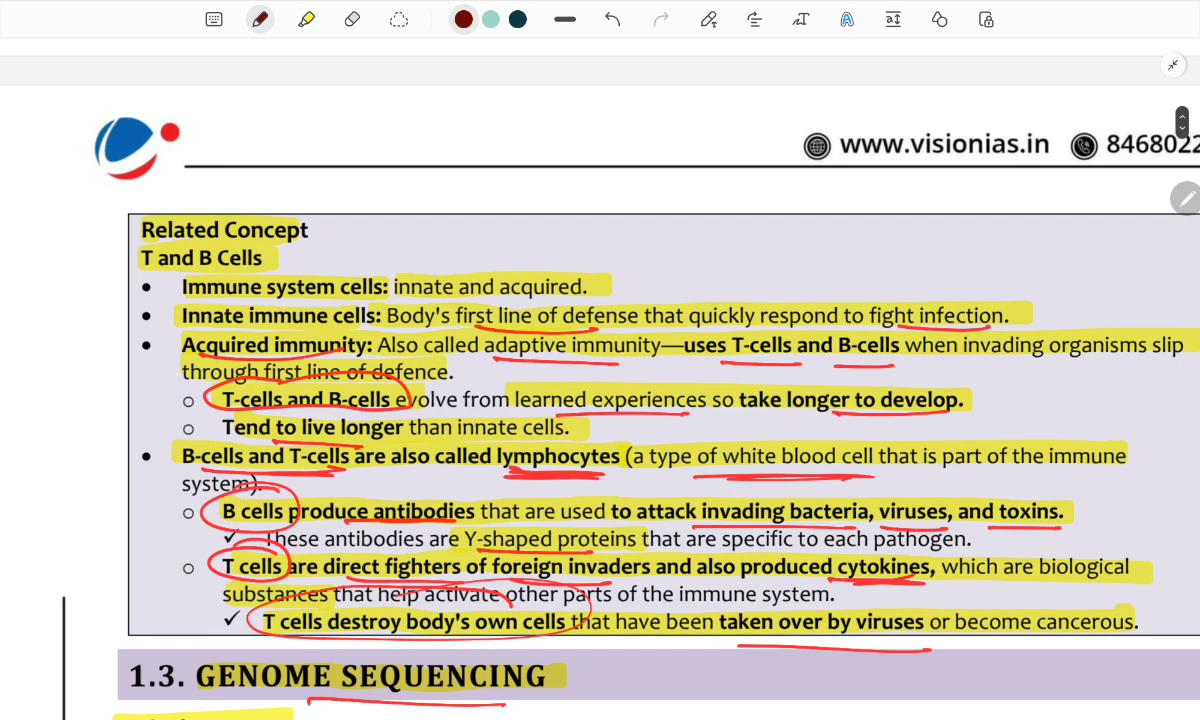 www.visionias.in 8468022
Related Concept
T and B Cells
• Immune system cells: innate and acquired.
• Innate immune cells: Body's first line of defense that quickly respond to fight infection.
• Acquired immunity: Also called adaptive immunity—uses T-cells and B-cells when invading organisms slip
through first line of defence.
o T-cells and B-cells evolve from learned experiences so take longer to develop.
o Tend to live longer than innate cells.
• B-cells and T-cells are also called lymphocytes (a type of white blood cell that is part of the immune
system).
o B cells produce antibodies that are used to attack invading bacteria, viruses, and toxins.
✓ These antibodies are Y-shaped proteins that are specific to each pathogen.
o T cells are direct fighters of foreign invaders and also produced cytokines, which are biological
substances that help activate other parts of the immune system.
✓ T cells destroy body's own cells that have been taken over by viruses or become cancerous.
1.3. GENOME SEQUENCING